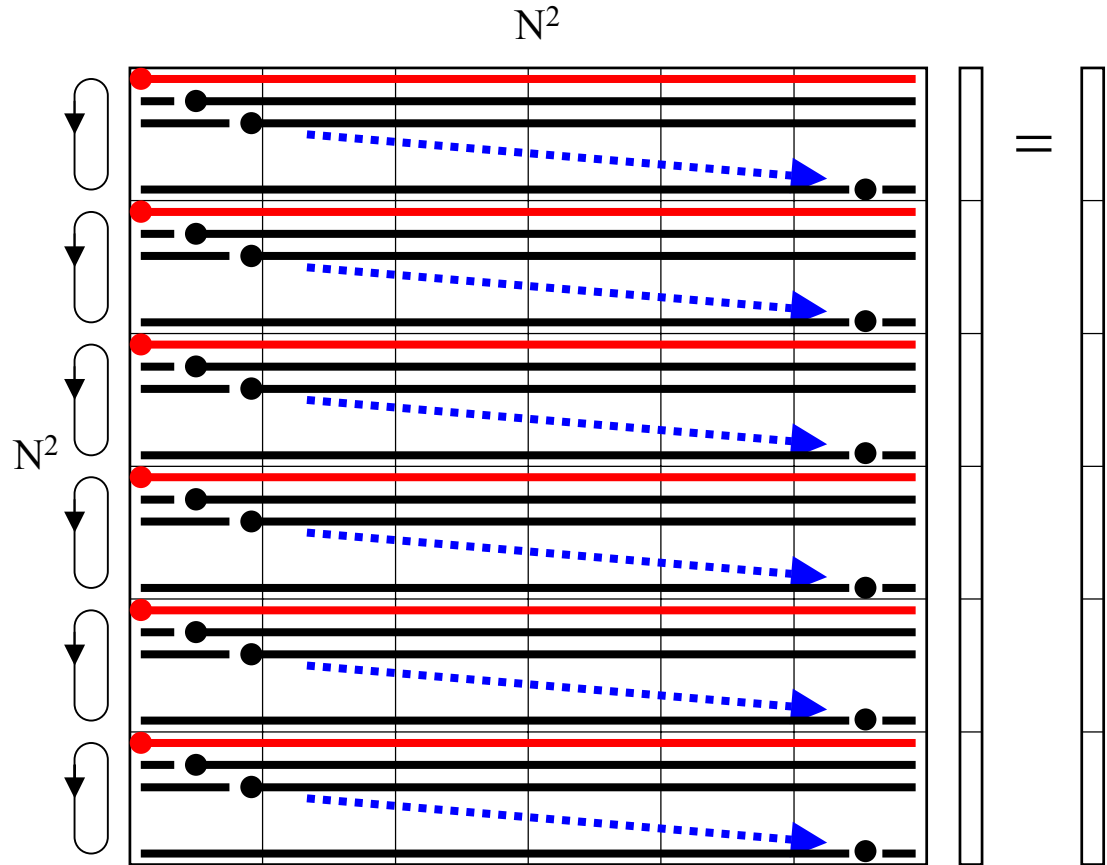 N²
=
N²